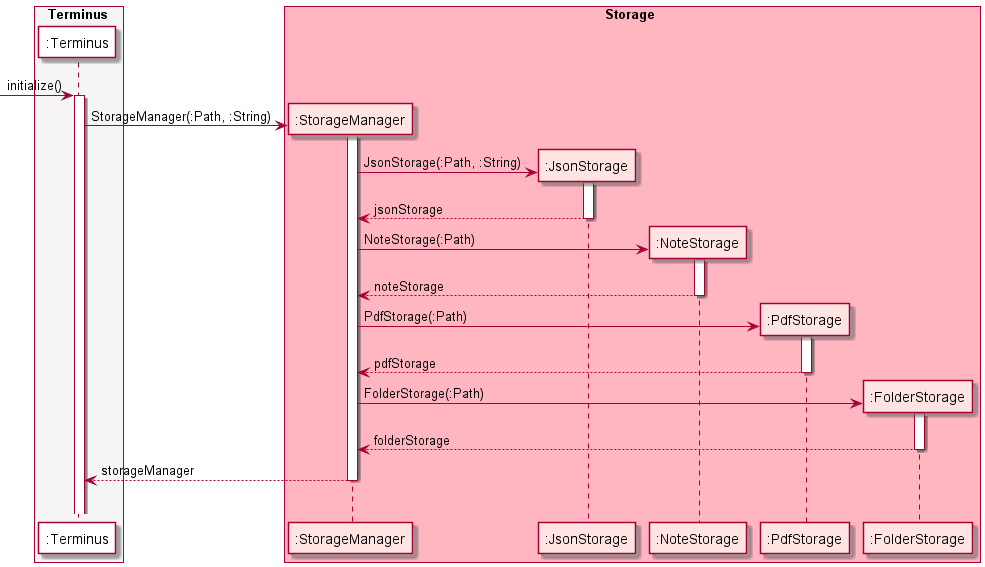 Terminus
Storage
:Terminus
initialize()
StorageManager(:Path, :String)
:StorageManager
JsonStorage(:Path, :String)
:JsonStorage
jsonStorage
NoteStorage(:Path)
:NoteStorage
noteStorage
PdfStorage(:Path)
:PdfStorage
pdfStorage
FolderStorage(:Path)
:FolderStorage
folderStorage
storageManager
:Terminus
:StorageManager
:JsonStorage
:NoteStorage
:PdfStorage
:FolderStorage